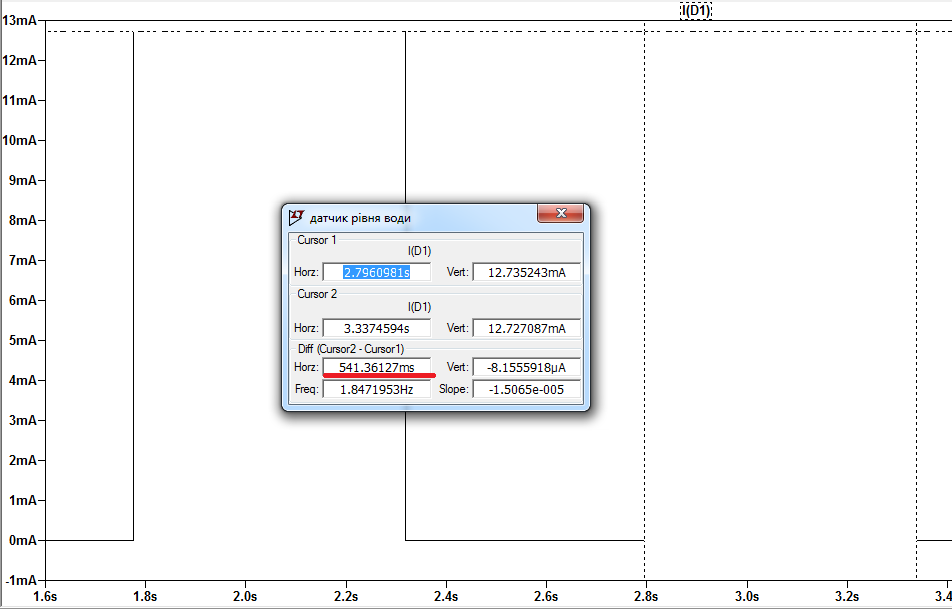 I(D1)
13mA
12mA
11mA
10mA
9mA
8mA
7mA
6mA
5mA
4mA
3mA
2mA
1mA
0mA
-1mA
датчик рівня води
Cursor 1
I(D1)
Horz: 2.7960981s Vert: 12.735243mA
Cursor 2
I(D1)
Horz: 3.3374594s Vert: 12.727087mA
Diff (Cursor2 - Cursor1)
Horz: 541.36127ms Vert: -8.1555918µA
Freq: 1.8471953Hz Slope: -1.5065e-005
1.6s 1.8s 2.0s 2.2s 2.4s 2.6s 2.8s 3.0s 3.2s 3.4